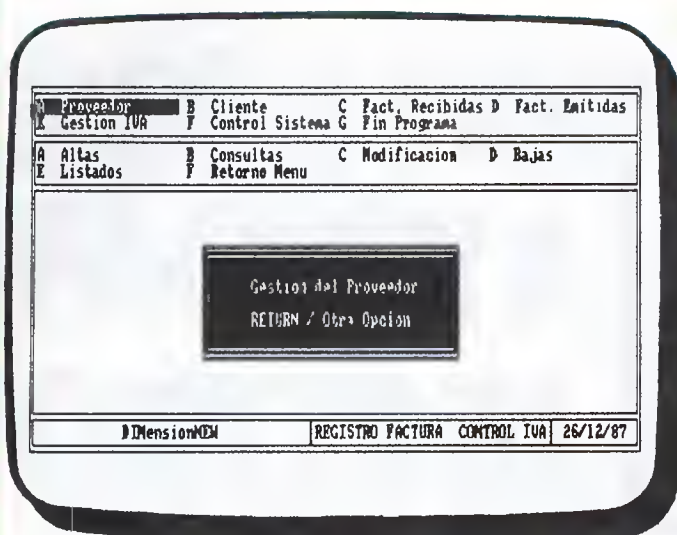 A Proveedor B Cliente C Fact. Recibidas D Fact. Emitidas
E Gestion IVA F Control Sistema G Fin Programa
A Altas B Consultas C Modificacion D Bajas
E Listados F Retorno Menu
Gestion del Proveedor
RETURN / Otra Opcion
DIMensionNEW REGISTRO FACTURA CONTROL IVA 26/12/87